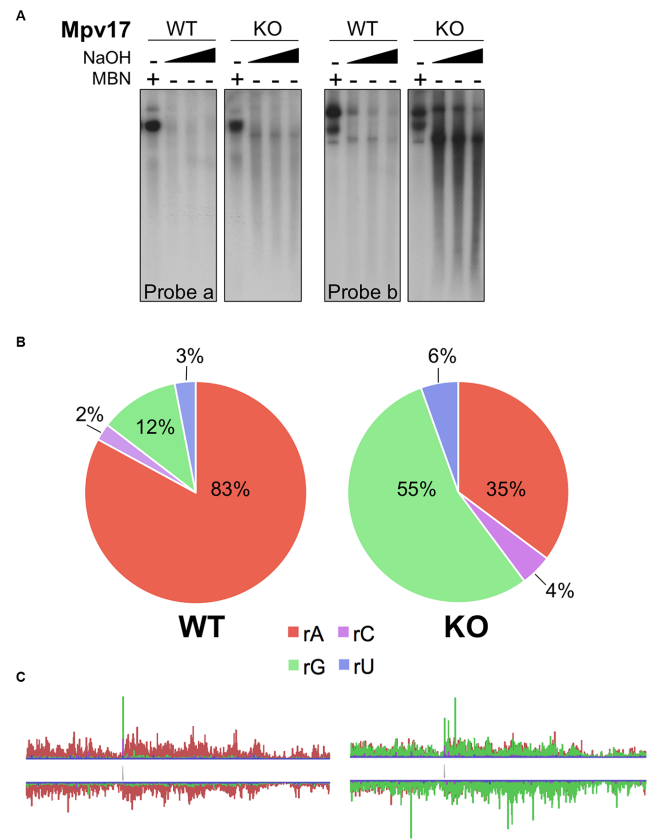 A
Mpv17 WT KO WT KO
NaOH - - - -
MBN + - - - + - - - + - - - + - - -
Probe a Probe b
B
3% 6%
2%
12%
83% 55% 35%
4%
WT KO
rA rC
rG rU
C